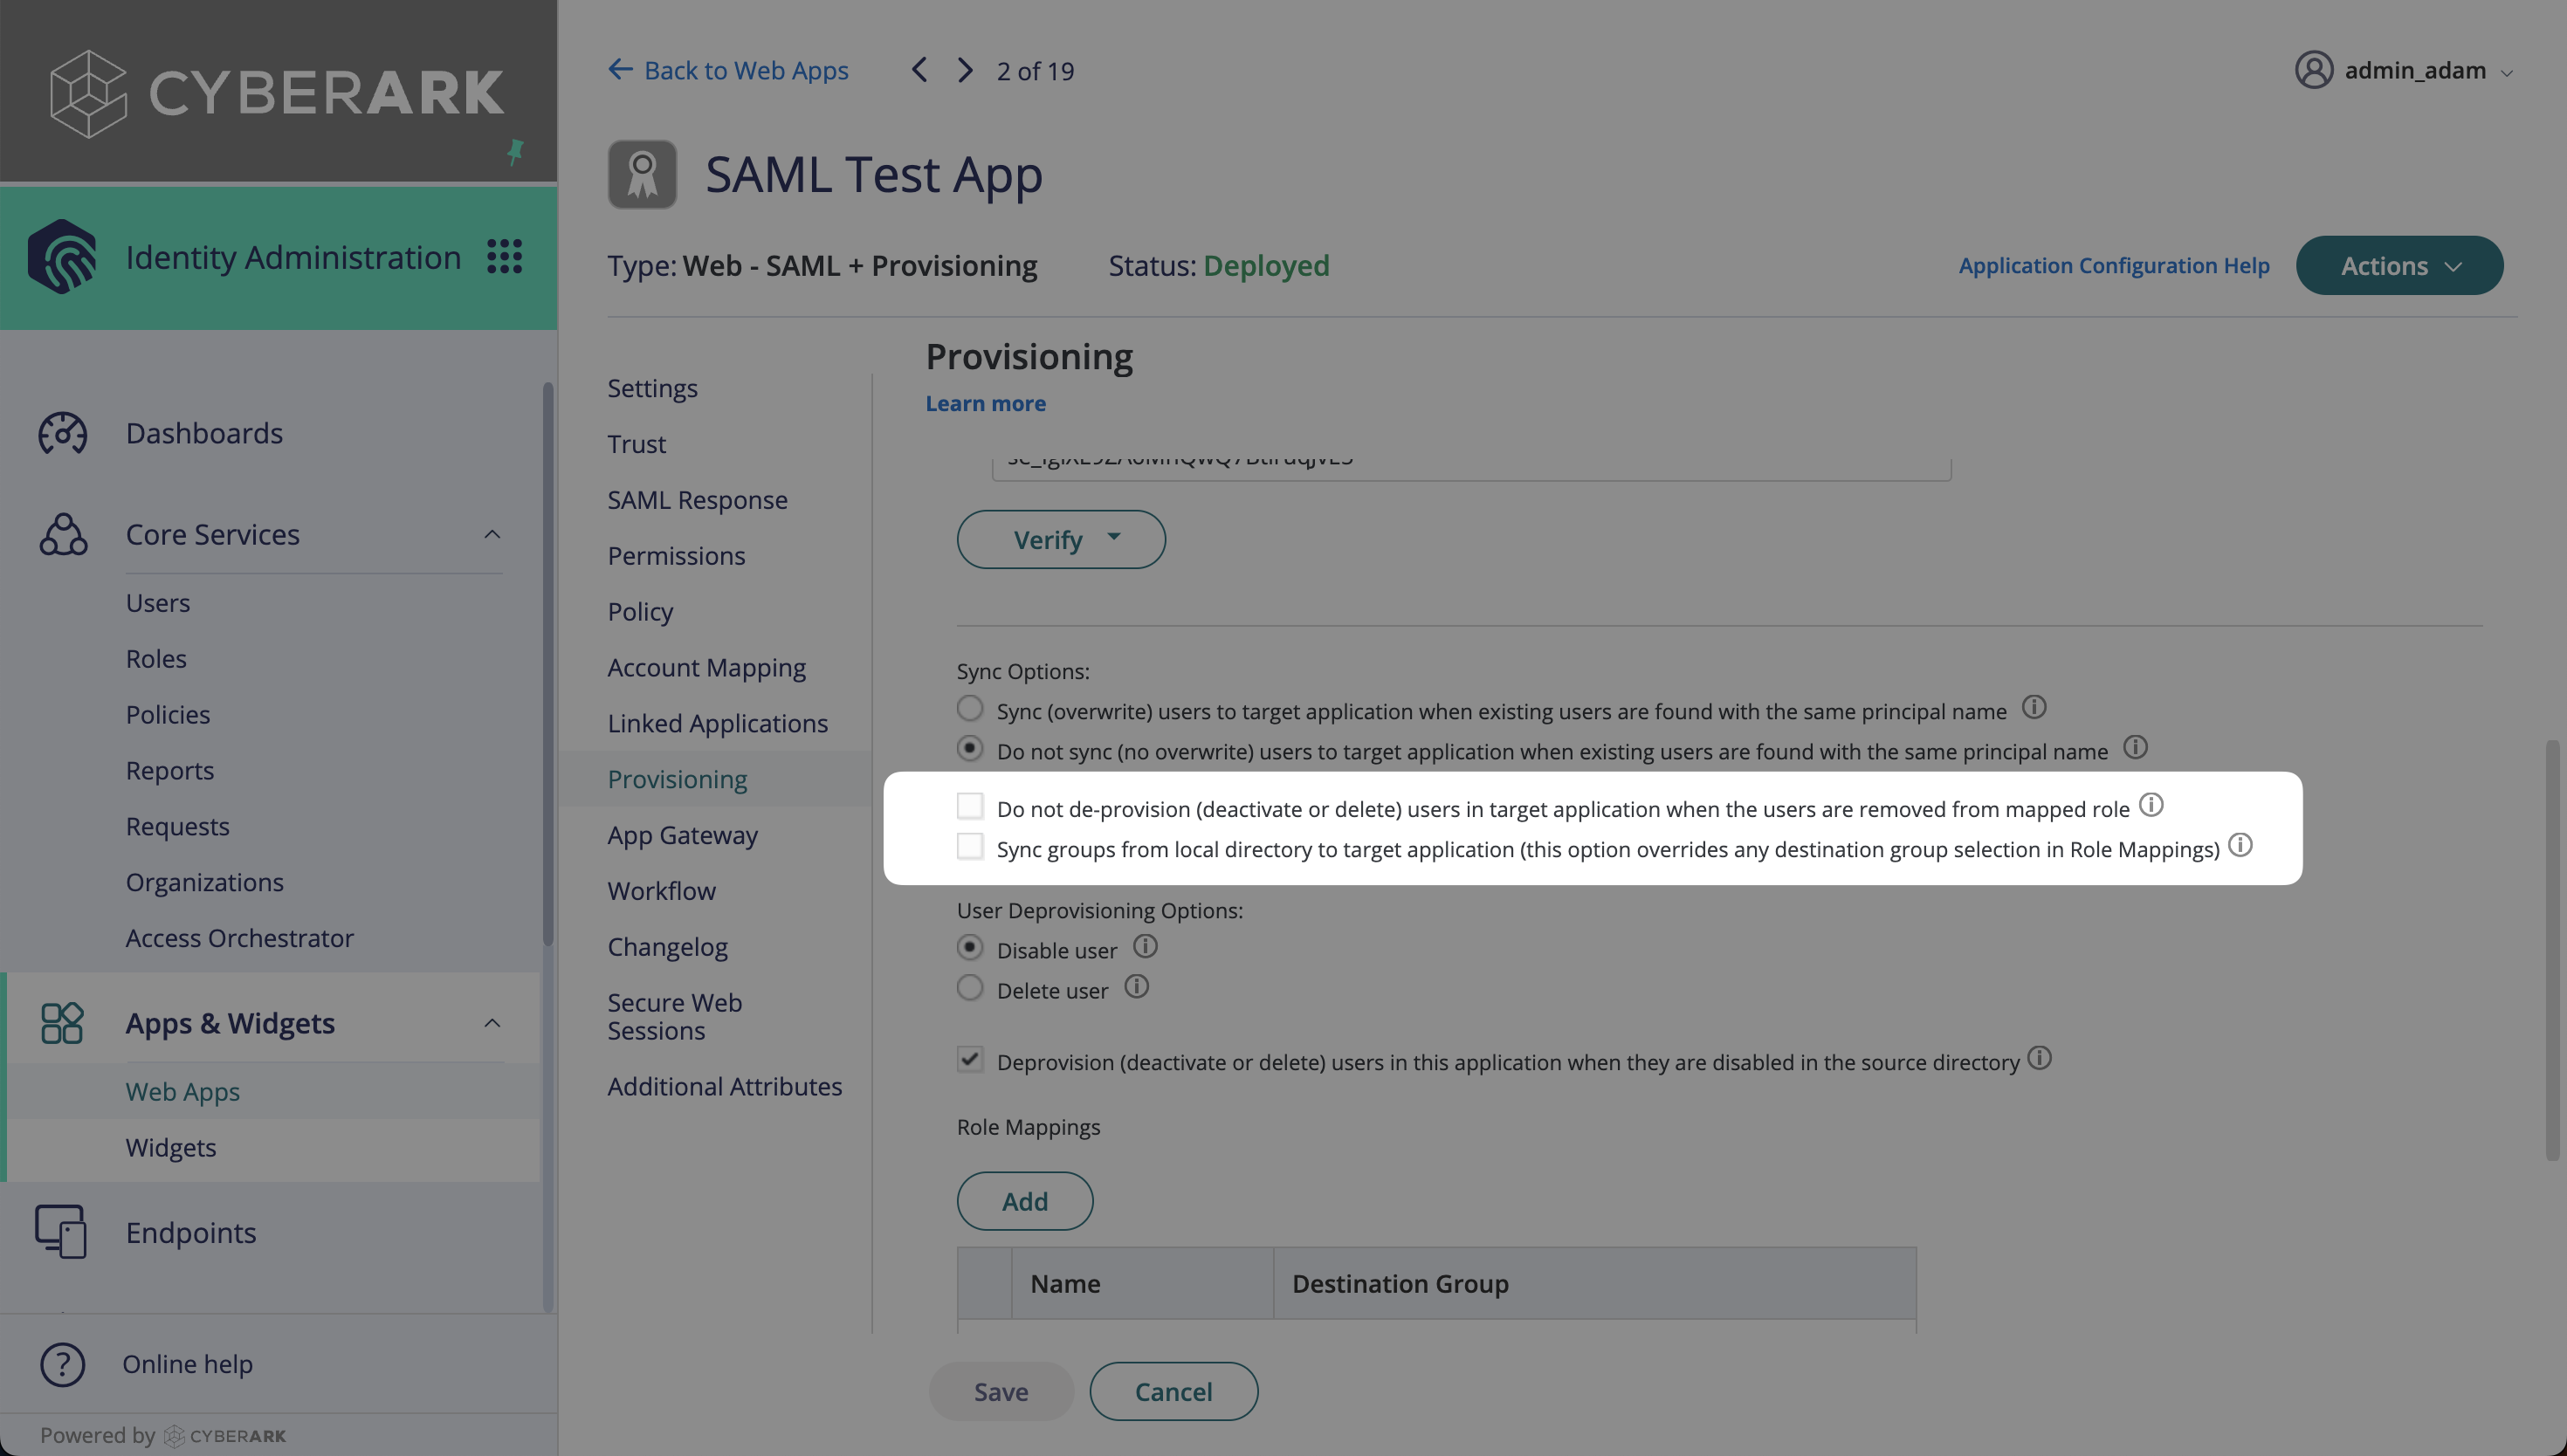 CYBERARK
Identity Administration
Dashboards
Core Services
Users
Roles
Policies
Reports
Requests
Organizations
Access Orchestrator
Apps & Widgets
Web Apps
Widgets
Endpoints
Online help
Powered by CYBERARK
Back to Web Apps
2 of 19
admin_adam
SAML Test App
Type: Web - SAML + Provisioning
Status: Deployed
Application Configuration Help
Actions
Settings
Trust
SAML Response
Permissions
Policy
Account Mapping
Linked Applications
Provisioning
App Gateway
Workflow
Changelog
Secure Web
Sessions
Additional Attributes
Provisioning
Learn more
Verify
Sync Options:
Sync (overwrite) users to target application when existing users are found with the same principal name
Do not sync (no overwrite) users to target application when existing users are found with the same principal name
Do not de-provision (deactivate or delete) users in target application when the users are removed from mapped role
Sync groups from local directory to target application (this option overrides any destination group selection in Role Mappings)
User Deprovisioning Options:
Disable user
Delete user
Deprovision (deactivate or delete) users in this application when they are disabled in the source directory
Role Mappings
Add
Name
Destination Group
Save
Cancel